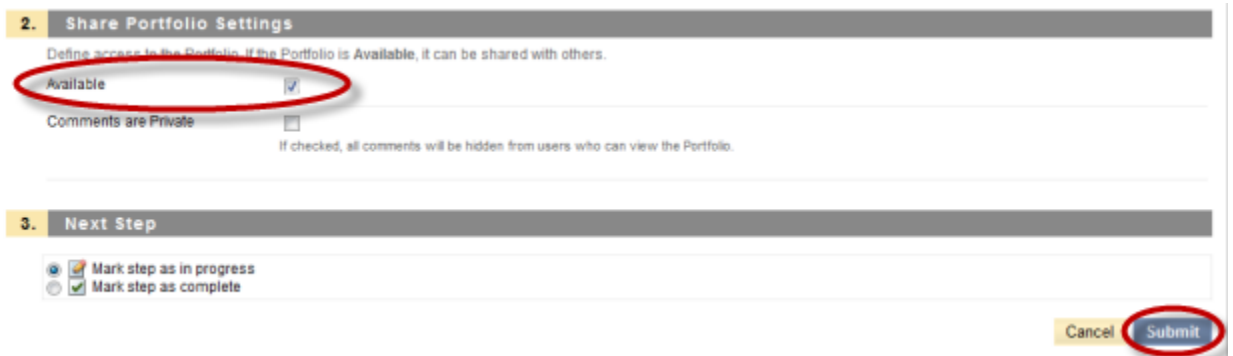 2. Share Portfolio Settings
Define access to the Portfolio. If the Portfolio is Available, it can be shared with others.
Available
Comments are Private
If checked, all comments will be hidden from users who can view the Portfolio.
3. Next Step
Mark step as in progress
Mark step as complete
Cancel Submit